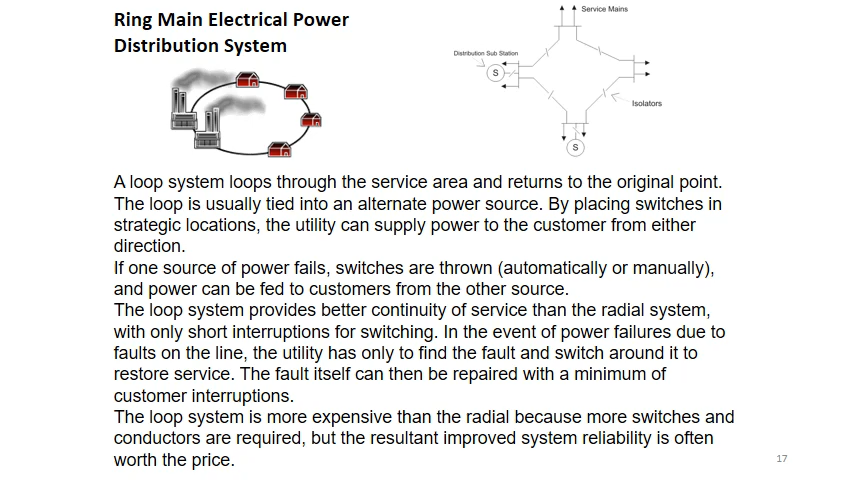 Ring Main Electrical Power
Distribution System
Service Mains
Distribution Sub Station
S
Isolators
S
A loop system loops through the service area and returns to the original point.
The loop is usually tied into an alternate power source. By placing switches in
strategic locations, the utility can supply power to the customer from either
direction.
If one source of power fails, switches are thrown (automatically or manually),
and power can be fed to customers from the other source.
The loop system provides better continuity of service than the radial system,
with only short interruptions for switching. In the event of power failures due to
faults on the line, the utility has only to find the fault and switch around it to
restore service. The fault itself can then be repaired with a minimum of
customer interruptions.
The loop system is more expensive than the radial because more switches and
conductors are required, but the resultant improved system reliability is often
worth the price.
17